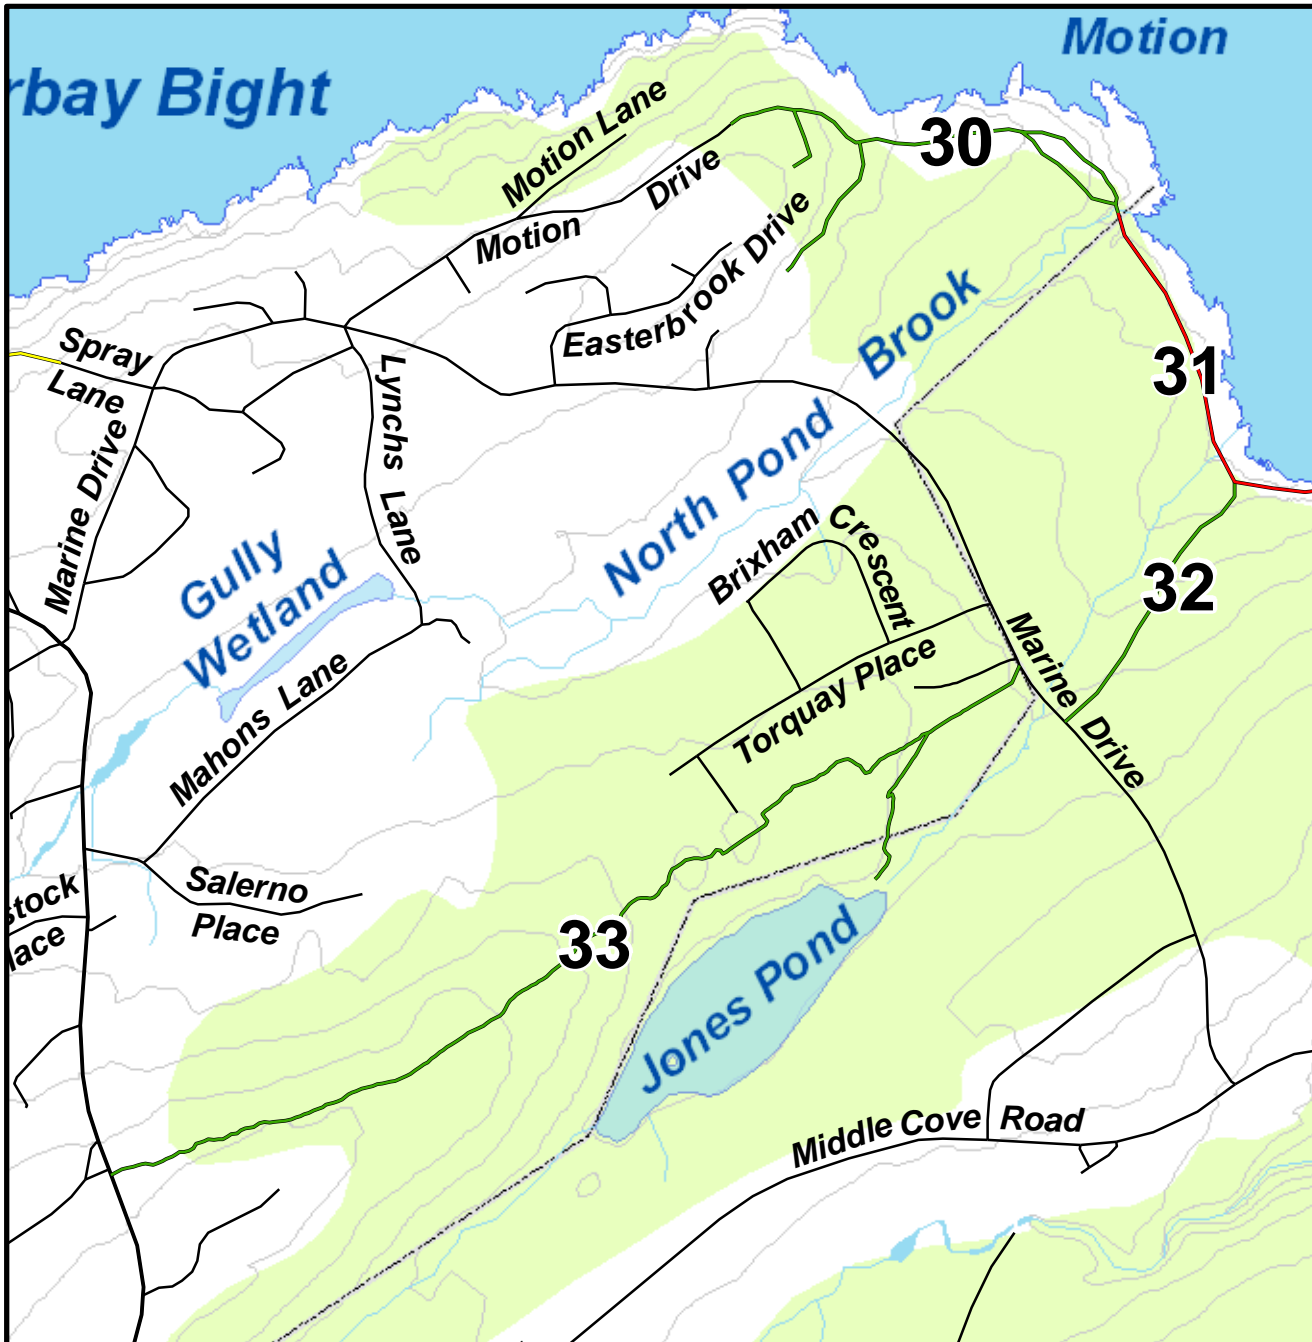 Motion
rbay Bight
Motion Lane
30
Drive
Motion
Easterbrook Drive
Brook
Spray
Lane
31
Lynchs Lane
Marine Drive
North Pond
Brixham Crescent
Gully
Wetland
32
Marine Drive
Mahons Lane
Torquay Place
Salerno
Place
stock
lace
33
Jones Pond
Middle Cove Road